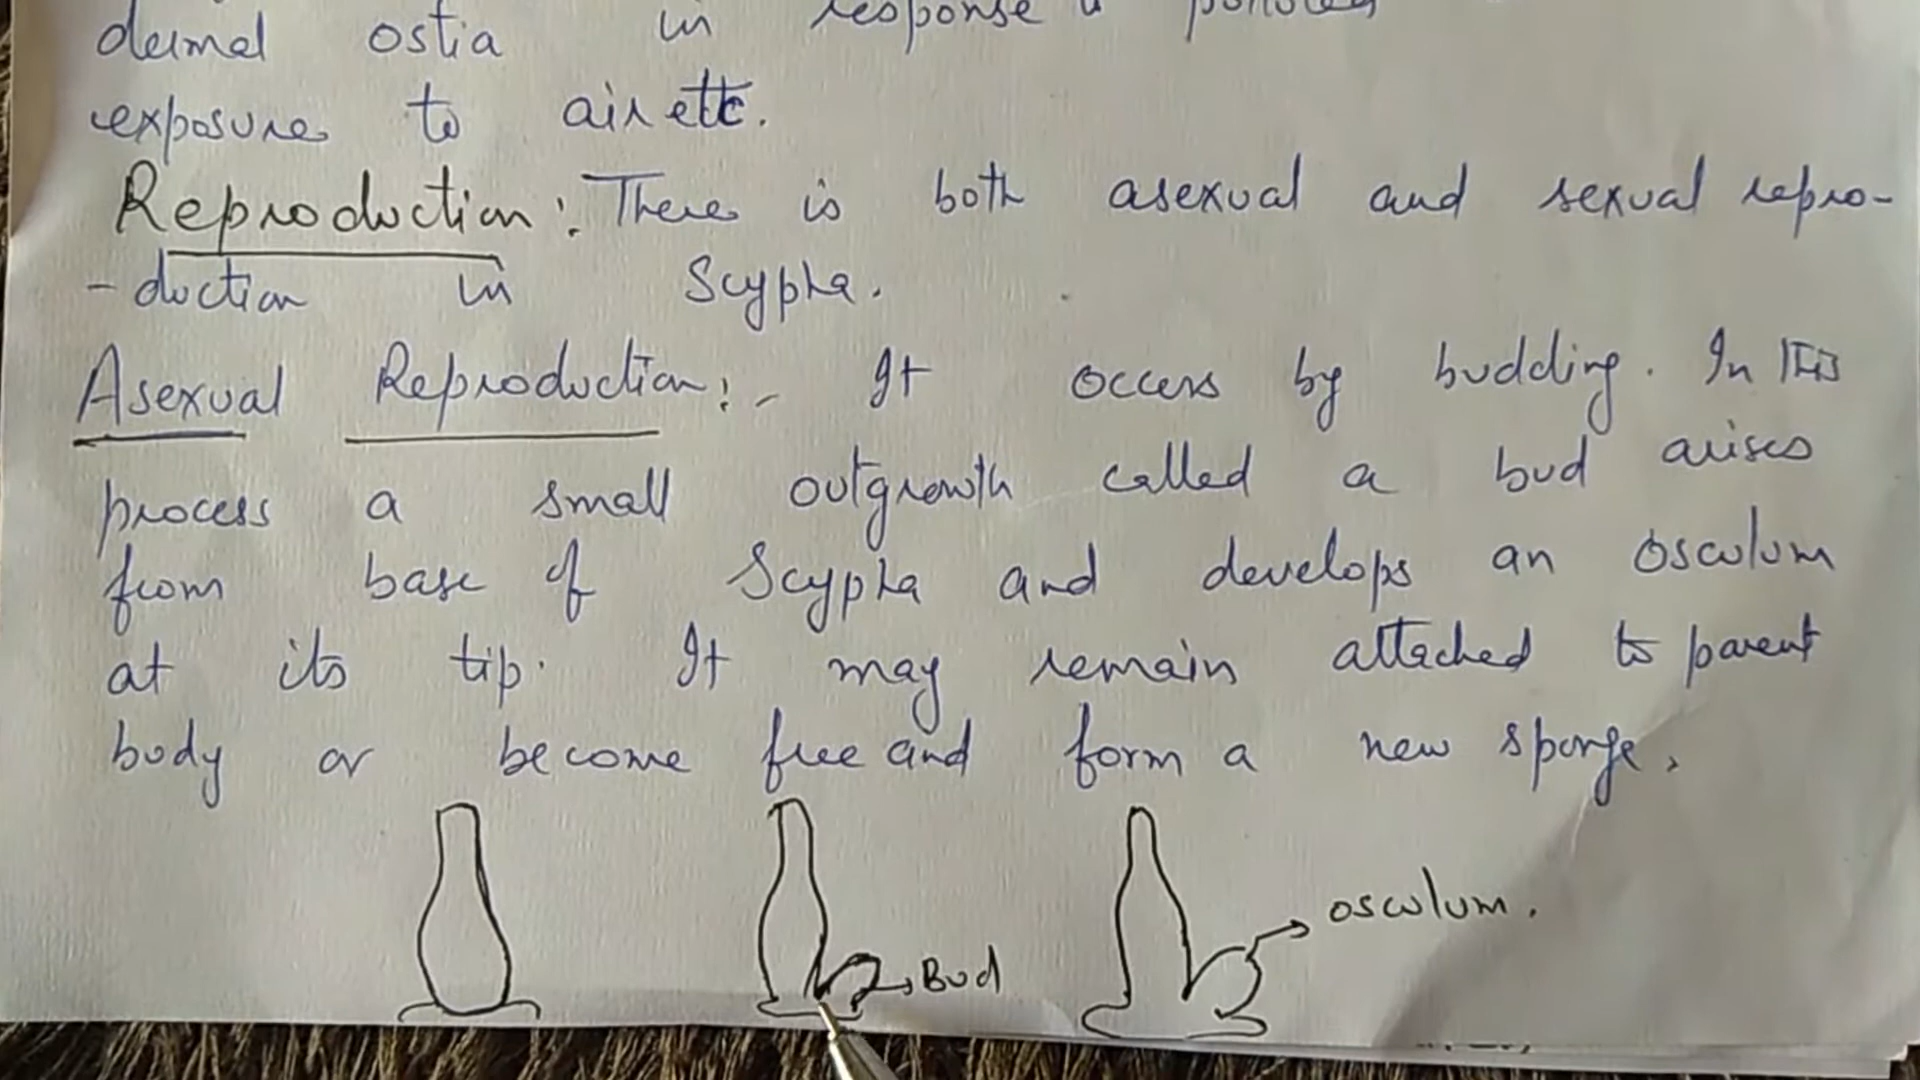 dermal ostia in response
exposure to air etc.
Reproduction: There is both asexual and sexual repro-
-duction in Scypha.
Asexual Reproduction:- It occurs by budding. In this
process a small outgrowth called a bud arises
from base of Scypha and develops an osculum
at its tip. It may remain attached to parent
body or become free and form a new sponge.
osculum.
Bud